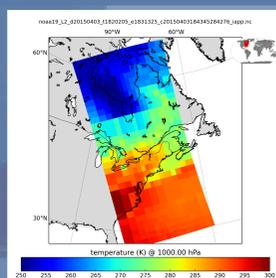 noaa19_L2_d20150403_t1820205_e1831325_c20150403184345284276_iapp.nc
90°W 60°W
60°N
30°N
temperature (K) @ 1000.00 hPa
250 255 260 265 270 275 280 285 290 295 300